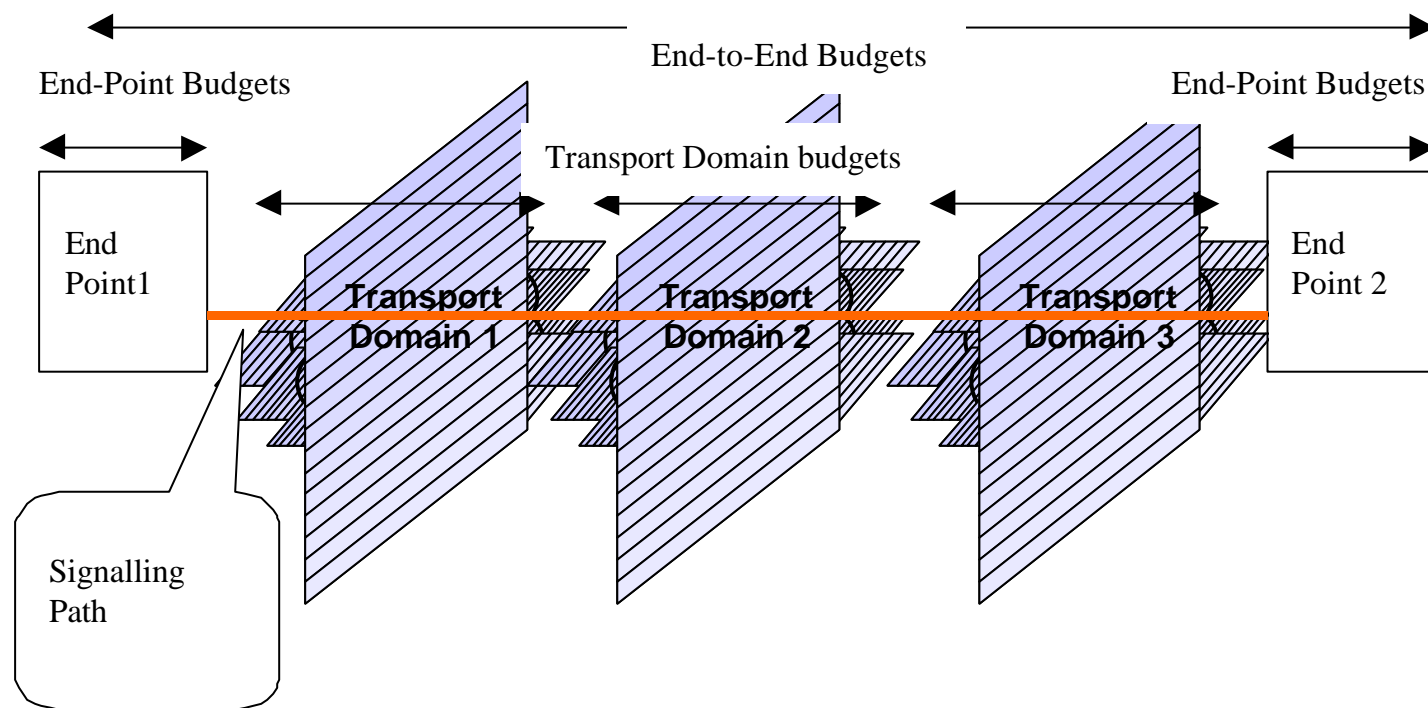 End-to-End Budgets
End-Point Budgets
End-Point Budgets
Transport Domain budgets
End
Point1
Transport
Domain 1
Transport
Domain 2
Transport
Domain 3
End
Point 2
Signalling
Path